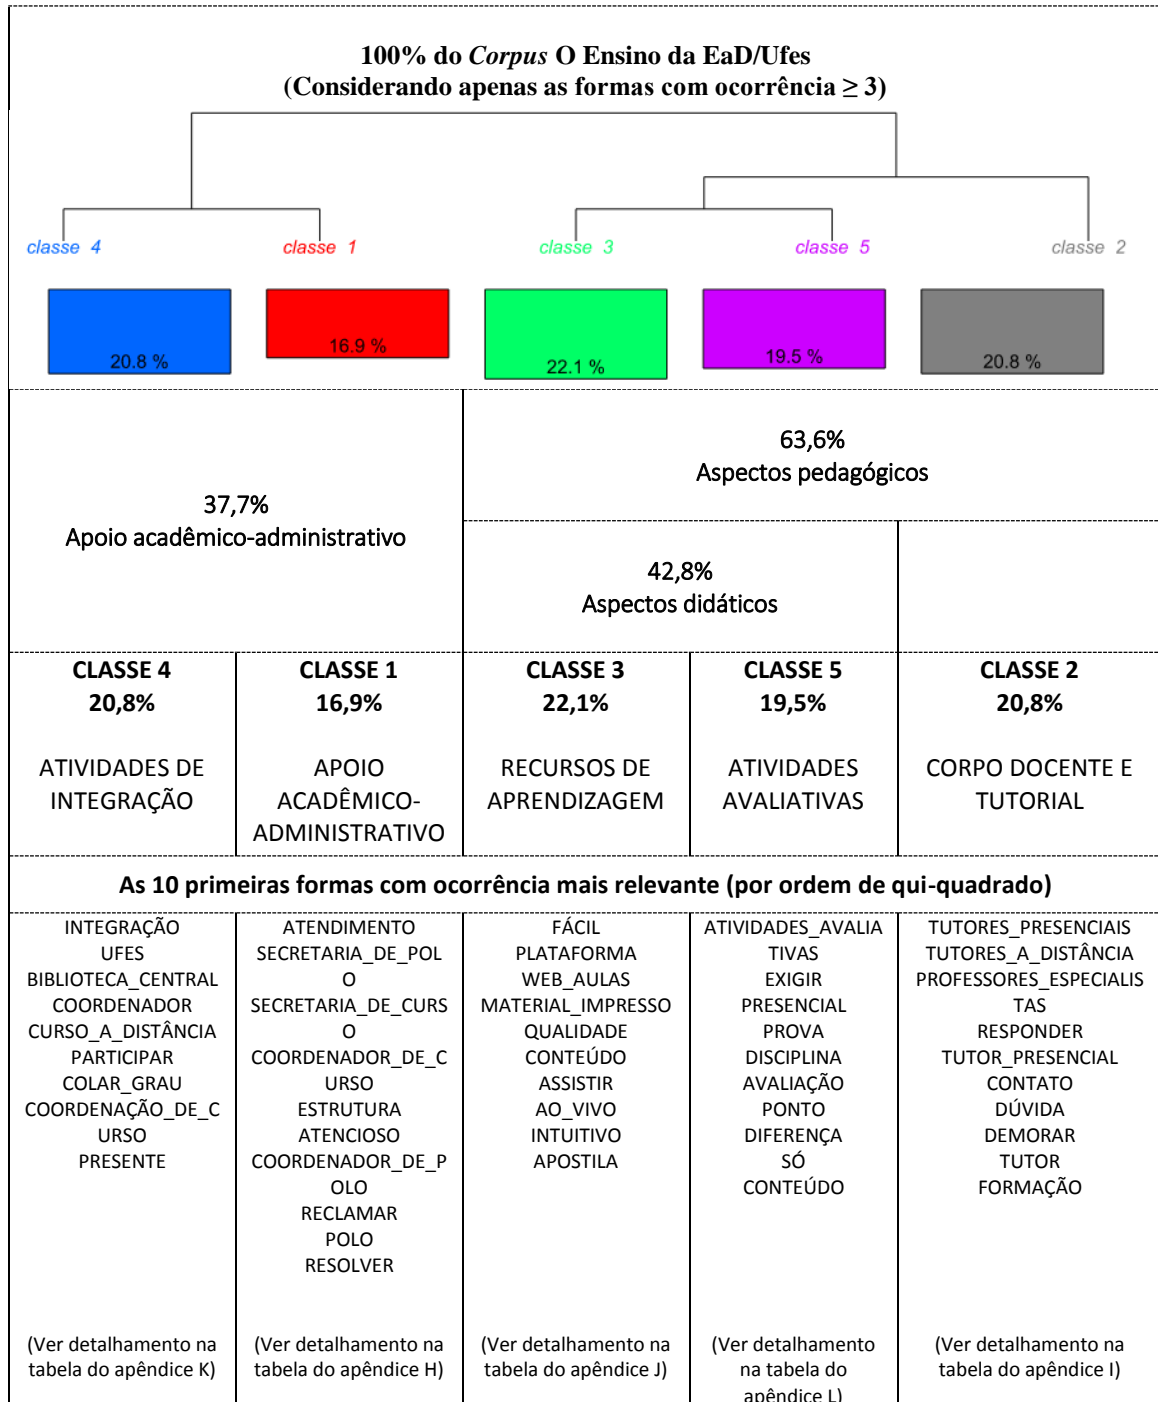 100% do Corpus O Ensino da EaD/Ufes
(Considerando apenas as formas com ocorrência ≥ 3)
classe 4
classe 1
classe 3
classe 5
classe 2
20.8 %
16.9 %
22.1 %
19.5 %
20.8 %
37,7%
Apoio acadêmico-administrativo
63,6%
Aspectos pedagógicos
42,8%
Aspectos didáticos
CLASSE 4
20,8%
ATIVIDADES DE
INTEGRAÇÃO
CLASSE 1
16,9%
APOIO
ACADÊMICO-
ADMINISTRATIVO
CLASSE 3
22,1%
RECURSOS DE
APRENDIZAGEM
CLASSE 5
19,5%
ATIVIDADES
AVALIATIVAS
CLASSE 2
20,8%
CORPO DOCENTE E
TUTORIAL
As 10 primeiras formas com ocorrência mais relevante (por ordem de qui-quadrado)
INTEGRAÇÃO
UFES
BIBLIOTECA_CENTRAL
COORDENADOR
CURSO_A_DISTÂNCIA
PARTICIPAR
COLAR_GRAU
COORDENAÇÃO_DE_C
URSO
PRESENTE
(Ver detalhamento na
tabela do apêndice K)
ATENDIMENTO
SECRETARIA_DE_POL
O
SECRETARIA_DE_CURS
O
COORDENADOR_DE_C
URSO
ESTRUTURA
ATENCIOSO
COORDENADOR_DE_P
OLO
RECLAMAR
POLO
RESOLVER
(Ver detalhamento na
tabela do apêndice H)
FÁCIL
PLATAFORMA
WEB_AULAS
MATERIAL_IMPRESSO
QUALIDADE
CONTEÚDO
ASSISTIR
AO_VIVO
INTUITIVO
APOSTILA
(Ver detalhamento na
tabela do apêndice J)
ATIVIDADES_AVALIA
TIVAS
EXIGIR
PRESENCIAL
PROVA
DISCIPLINA
AVALIAÇÃO
PONTO
DIFERENÇA
SÓ
CONTEÚDO
(Ver detalhamento
na tabela do
apêndice L)
TUTORES_PRESENCIAIS
TUTORES_A_DISTÂNCIA
PROFESSORES_ESPECIALIS
TAS
RESPONDER
TUTOR_PRESENCIAL
CONTATO
DÚVIDA
DEMORAR
TUTOR
FORMAÇÃO
(Ver detalhamento na
tabela do apêndice I)